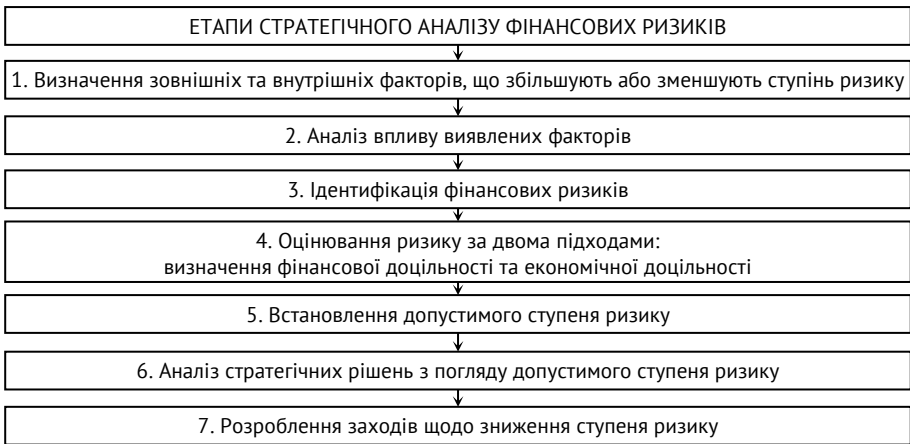 ЕТАПИ СТРАТЕГІЧНОГО АНАЛІЗУ ФІНАНСОВИХ РИЗИКІВ
1. Визначення зовнішніх та внутрішніх факторів, що збільшують або зменшують ступінь ризику
2. Аналіз впливу виявлених факторів
3. Ідентифікація фінансових ризиків
4. Оцінювання ризику за двома підходами:
визначення фінансової доцільності та економічної доцільності
5. Встановлення допустимого ступеня ризику
6. Аналіз стратегічних рішень з погляду допустимого ступеня ризику
7. Розроблення заходів щодо зниження ступеня ризику